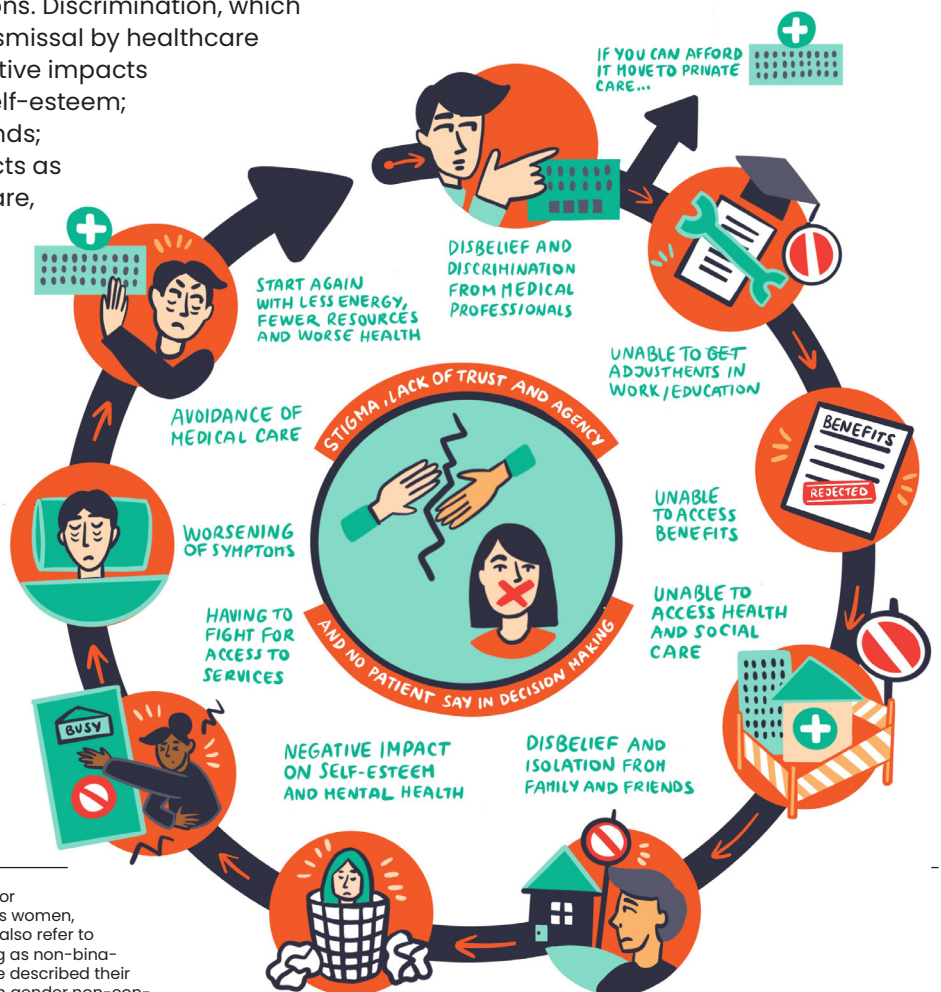 ons. Discrimination, which
smissal by healthcare
tive impacts
elf-esteem;
nds;
cts as
are,
IF YOU CAN AFFORD
IT MOVE TO PRIVATE
CARE...
DISBELIEF AND
DISCRIMINATION
FROM MEDICAL
PROFESSIONALS
UNABLE TO GET
ADJUSTMENTS IN
WORK/EDUCATION
BENEFITS
REJECTED
UNABLE
TO ACCESS
BENEFITS
UNABLE TO
ACCESS HEALTH
AND SOCIAL
CARE
DISBELIEF AND
ISOLATION FROM
FAMILY AND FRIENDS
NEGATIVE IMPACT
ON SELF-ESTEEM
AND MENTAL HEALTH
BUSY
HAVING TO
FIGHT FOR
ACCESS TO
SERVICES
WORSENING
OF SYMPTOMS
AVOIDANCE OF
MEDICAL CARE
START AGAIN
WITH LESS ENERGY,
FEWER RESOURCES
AND WORSE HEALTH
STIGMA, LACK OF TRUST AND AGENCY
AND NO PATIENT SAY IN DECISION MAKING
or
s women,
also refer to
g as non-bina-
e described their